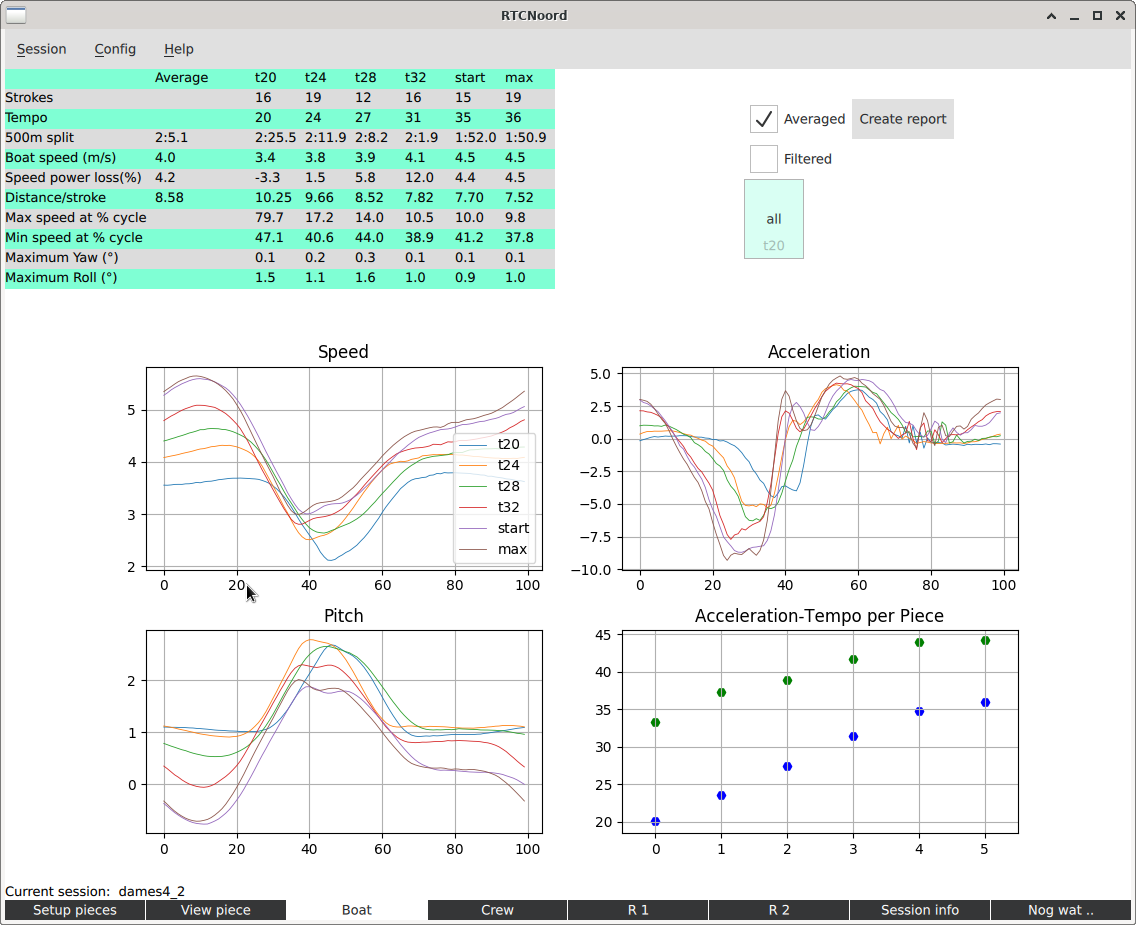 RTCNoord
Session Config Help
Average t20 t24 t28 t32 start max
Strokes 16 19 12 16 15 19
Tempo 20 24 27 31 35 36
500m split 2:5.1 2:25.5 2:11.9 2:8.2 2:1.9 1:52.0 1:50.9
Boat speed (m/s) 4.0 3.4 3.8 3.9 4.1 4.5 4.5
Speed power loss(%) 4.2 -3.3 1.5 5.8 12.0 4.4 4.5
Distance/stroke 8.58 10.25 9.66 8.52 7.82 7.70 7.52
Max speed at % cycle 79.7 17.2 14.0 10.5 10.0 9.8
Min speed at % cycle 47.1 40.6 44.0 38.9 41.2 37.8
Maximum Yaw (°) 0.1 0.2 0.3 0.1 0.1 0.1
Maximum Roll (°) 1.5 1.1 1.6 1.0 0.9 1.0
Averaged Create report
Filtered
all
t20
Speed
5
4
3
2
0 20 40 60 80 100
t20
t24
t28
t32
start
max
Acceleration
5.0
2.5
0.0
−2.5
−5.0
−7.5
−10.0
0 20 40 60 80 100
Pitch
2
1
0
0 20 40 60 80 100
Acceleration-Tempo per Piece
45
40
35
30
25
20
0 1 2 3 4 5
Current session: dames4_2
Setup pieces View piece Boat Crew R 1 R 2 Session info Nog wat ..